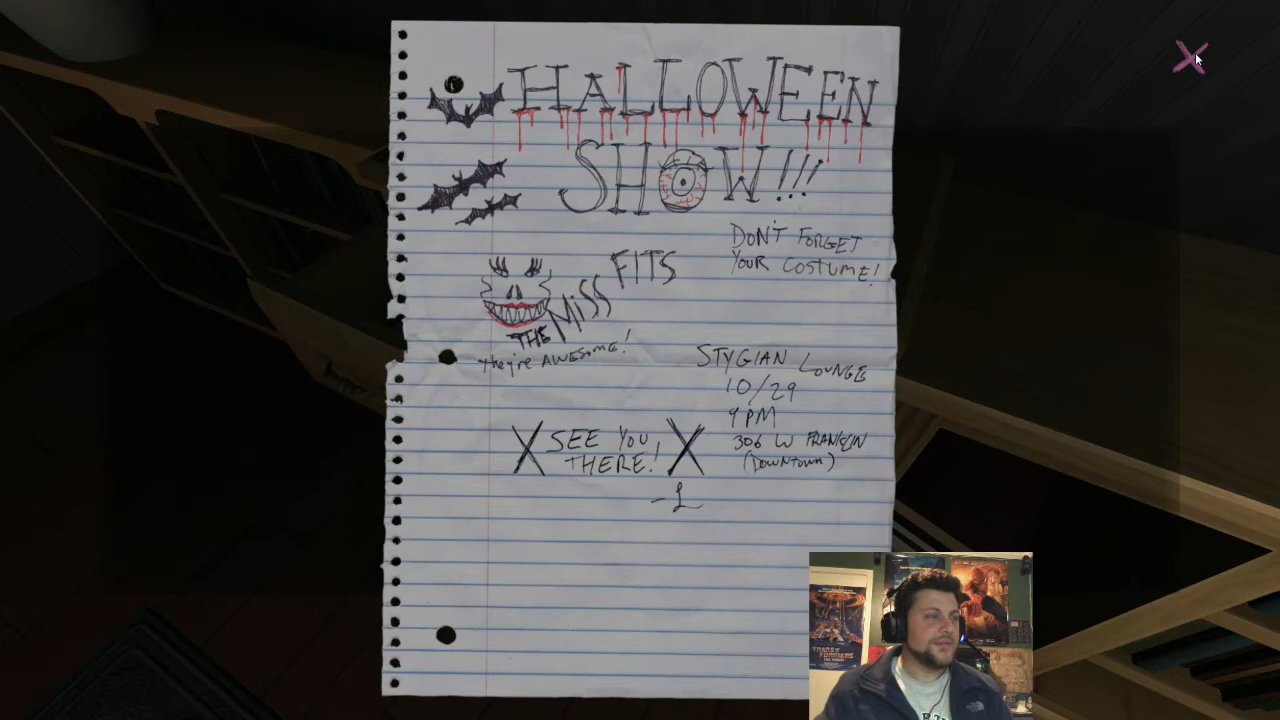 HALLOWEEN
SHOW!!!
DON'T FORGET
YOUR COSTUME!
THE MISS FITS
They're AWESOME!
STYGIAN LOUNGE
10/29
9 PM
306 W FRANKLIN
(DOWNTOWN)
X SEE YOU THERE! X
-L
TRANSFORMERS